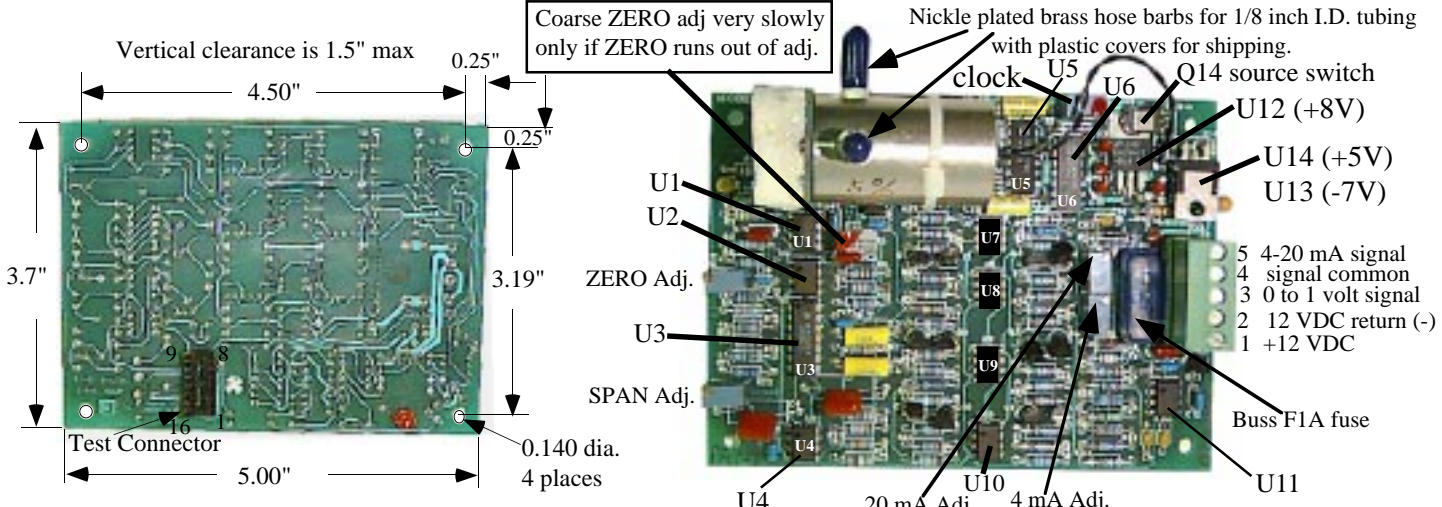 Vertical clearance is 1.5" max
0.25"
4.50"
0.25"
3.7"
3.19"
9
8
16
1
Test Connector
0.140 dia.
4 places
5.00"
Coarse ZERO adj very slowly
only if ZERO runs out of adj.
Nickle plated brass hose barbs for 1/8 inch I.D. tubing
with plastic covers for shipping.
clock
U5
U6
Q14 source switch
U12 (+8V)
U14 (+5V)
U13 (-7V)
U1
U2
ZERO Adj.
U3
SPAN Adj.
U4
U5
U6
U1
U7
U8
U3
U9
U4
5 4-20 mA signal
4 signal common
3 0 to 1 volt signal
2 12 VDC return (-)
1 +12 VDC
Buss F1A fuse
U11
U10
20 mA Adj.
4 mA Adj.